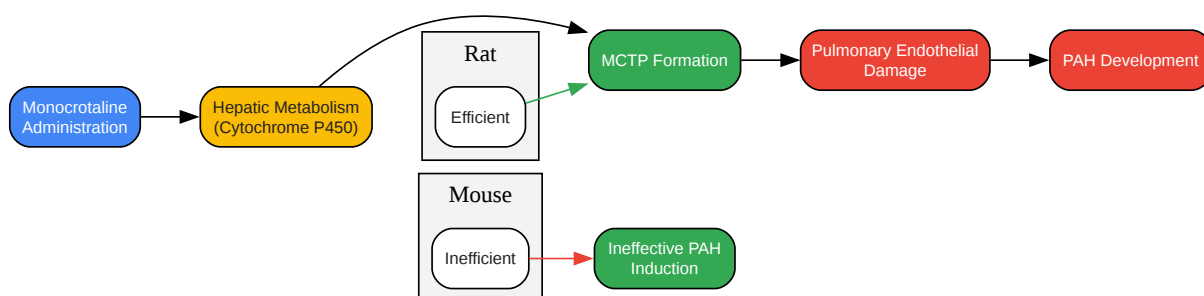 Monocrotaline
Administration
Hepatic Metabolism
(Cytochrome P450)
Rat
Efficient
MCTP Formation
Pulmonary Endothelial
Damage
PAH Development
Mouse
Inefficient
Ineffective PAH
Induction